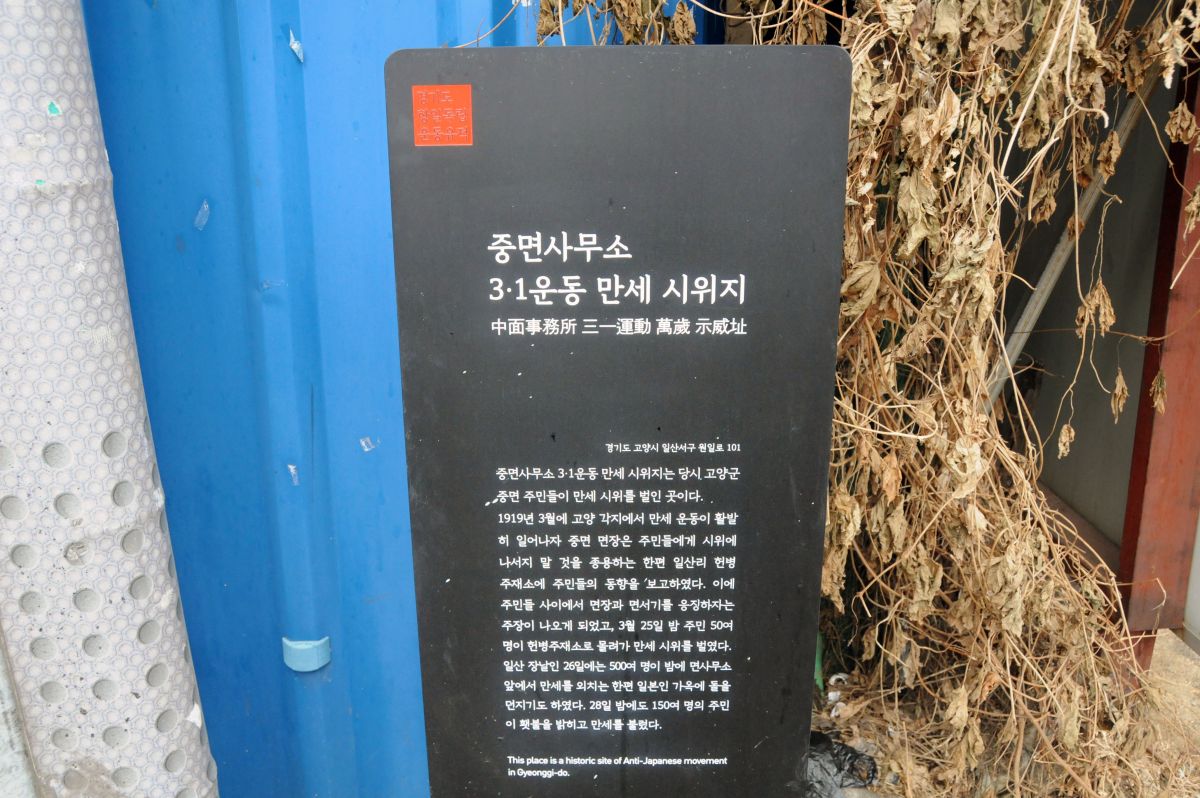 경기도
항일독립
운동유적
중면사무소
3·1운동 만세 시위지
中面事務所 三一運動 萬歲 示威址
경기도 고양시 일산서구 원일로 101
중면사무소 3·1운동 만세 시위지는 당시 고양군
중면 주민들이 만세 시위를 벌인 곳이다.
1919년 3월에 고양 각지에서 만세 운동이 활발
히 일어나자 중면 면장은 주민들에게 시위에
나서지 말 것을 종용하는 한편 일산리 헌병
주재소에 주민들의 동향을 보고하였다. 이에
주민들 사이에서 면장과 면서기를 응징하자는
주장이 나오게 되었고, 3월 25일 밤 주민 50여
명이 헌병주재소로 몰려가 만세 시위를 벌였다.
일산 장날인 26일에는 500여 명이 밤에 면사무소
앞에서 만세를 외치는 한편 일본인 가옥에 돌을
던지기도 하였다. 28일 밤에도 150여 명의 주민
이 횃불을 밝히고 만세를 불렀다.
This place is a historic site of Anti-Japanese movement
in Gyeonggi-do.